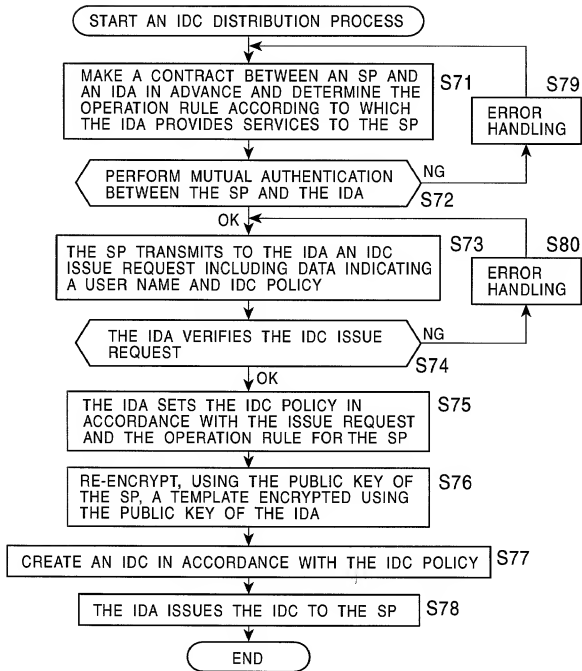 START AN IDC DISTRIBUTION PROCESS
MAKE A CONTRACT BETWEEN AN SP AND
AN IDA IN ADVANCE AND DETERMINE THE
OPERATION RULE ACCORDING TO WHICH
THE IDA PROVIDES SERVICES TO THE SP
S71
S79
ERROR
HANDLING
PERFORM MUTUAL AUTHENTICATION
BETWEEN THE SP AND THE IDA
NG
S72
OK
THE SP TRANSMITS TO THE IDA AN IDC
ISSUE REQUEST INCLUDING DATA INDICATING
A USER NAME AND IDC POLICY
S73
S80
ERROR
HANDLING
THE IDA VERIFIES THE IDC ISSUE
REQUEST
NG
S74
OK
THE IDA SETS THE IDC POLICY IN
ACCORDANCE WITH THE ISSUE REQUEST
AND THE OPERATION RULE FOR THE SP
S75
RE-ENCRYPT, USING THE PUBLIC KEY OF
THE SP, A TEMPLATE ENCRYPTED USING
THE PUBLIC KEY OF THE IDA
S76
CREATE AN IDC IN ACCORDANCE WITH THE IDC POLICY
S77
THE IDA ISSUES THE IDC TO THE SP
S78
END